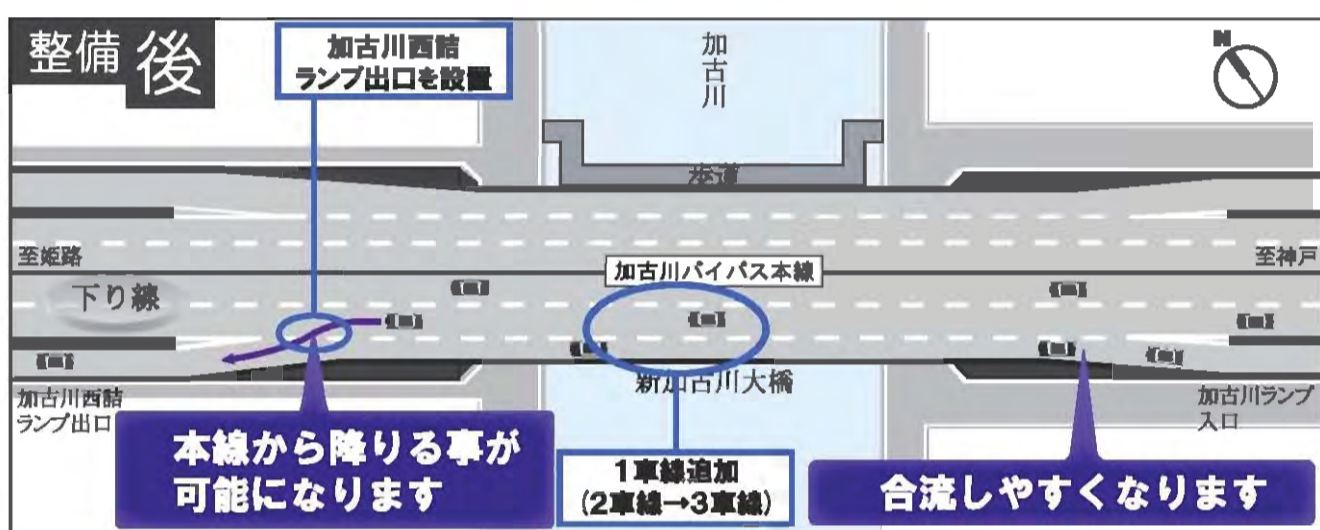 整備後
加古川西詰
ランプ出口を設置
加古川
N
歩道
至姫路
加古川バイパス本線
至神戸
下り線
加古川西詰
ランプ出口
新加古川大橋
加古川ランプ
入口
本線から降りる事が
可能になります
1車線追加
(2車線→3車線)
合流しやすくなります